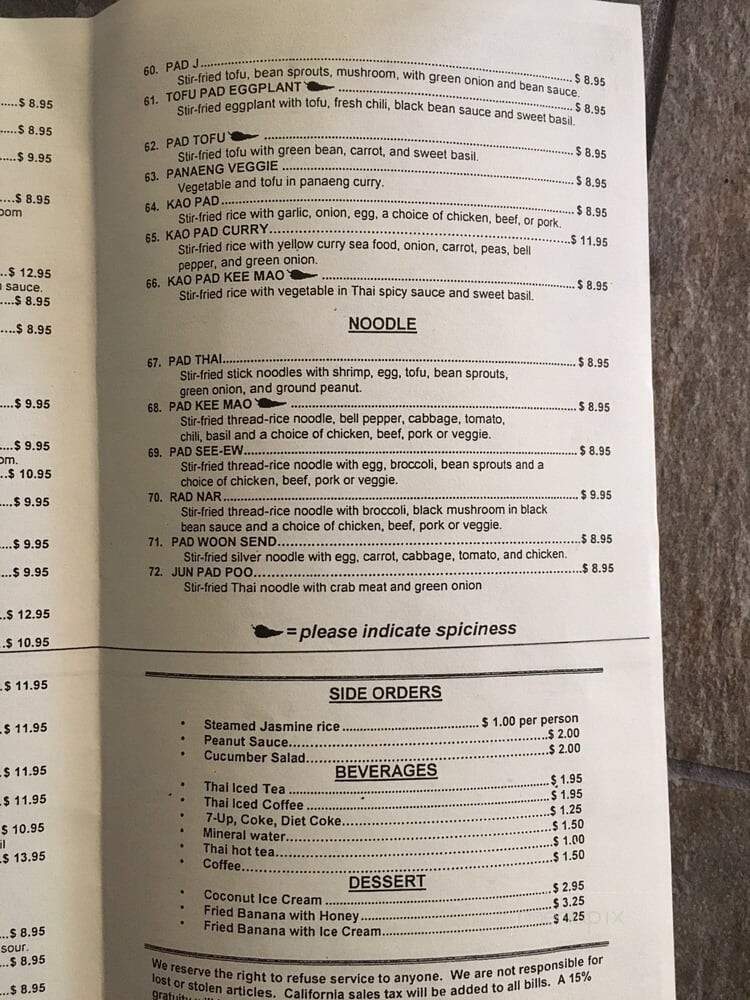 .....$ 8.95
....$ 8.95
....$ 9.95
....$ 8.95
oom
..$ 12.95
sauce.
....$ 8.95
....$ 8.95
....$ 9.95
....$ 9.95
om.
..$ 10.95
....$ 9.95
....$ 9.95
....$ 9.95
..$ 12.95
..$ 10.95
.$ 11.95
.$ 11.95
.$ 11.95
.$ 11.95
$ 10.95
il
.$ 13.95
...$ 8.95
sour.
...$ 8.95
...$ 8.95
60. PAD J.......... $ 8.95
Stir-fried tofu, bean sprouts, mushroom, with green onion and bean sauce.
61. TOFU PAD EGGPLANT .......... $ 8.95
Stir-fried eggplant with tofu, fresh chili, black bean sauce and sweet basil.
62. PAD TOFU .......... $ 8.95
Stir-fried tofu with green bean, carrot, and sweet basil.
63. PANAENG VEGGIE .......... $ 8.95
Vegetable and tofu in panaeng curry.
64. KAO PAD.......... $ 8.95
Stir-fried rice with garlic, onion, egg, a choice of chicken, beef, or pork.
65. KAO PAD CURRY..........$ 11.95
Stir-fried rice with yellow curry sea food, onion, carrot, peas, bell
pepper, and green onion.
66. KAO PAD KEE MAO .......... $ 8.95
Stir-fried rice with vegetable in Thai spicy sauce and sweet basil.
NOODLE
67. PAD THAI.......... $ 8.95
Stir-fried stick noodles with shrimp, egg, tofu, bean sprouts,
green onion, and ground peanut.
68. PAD KEE MAO .......... $ 8.95
Stir-fried thread-rice noodle, bell pepper, cabbage, tomato,
chili, basil and a choice of chicken, beef, pork or veggie.
69. PAD SEE-EW.......... $ 8.95
Stir-fried thread-rice noodle with egg, broccoli, bean sprouts and a
choice of chicken, beef, pork or veggie.
70. RAD NAR.......... $ 9.95
Stir-fried thread-rice noodle with broccoli, black mushroom in black
bean sauce and a choice of chicken, beef, pork or veggie.
71. PAD WOON SEND..........$ 8.95
Stir-fried silver noodle with egg, carrot, cabbage, tomato, and chicken.
72. JUN PAD POO..........$ 8.95
Stir-fried Thai noodle with crab meat and green onion
= please indicate spiciness
SIDE ORDERS
• Steamed Jasmine rice .......... $ 1.00 per person
• Peanut Sauce..........$ 2.00
• Cucumber Salad..........$ 2.00
BEVERAGES
• Thai Iced Tea ..........$ 1.95
• Thai Iced Coffee ..........$ 1.95
• 7-Up, Coke, Diet Coke..........$ 1.25
• Mineral water..........$ 1.50
• Thai hot tea..........$ 1.00
• Coffee..........$ 1.50
DESSERT
• Coconut Ice Cream ..........$ 2.95
• Fried Banana with Honey..........$ 3.25
• Fried Banana with Ice Cream..........$ 4.25
We reserve the right to refuse service to anyone. We are not responsible for
lost or stolen articles. California sales tax will be added to all bills. A 15%